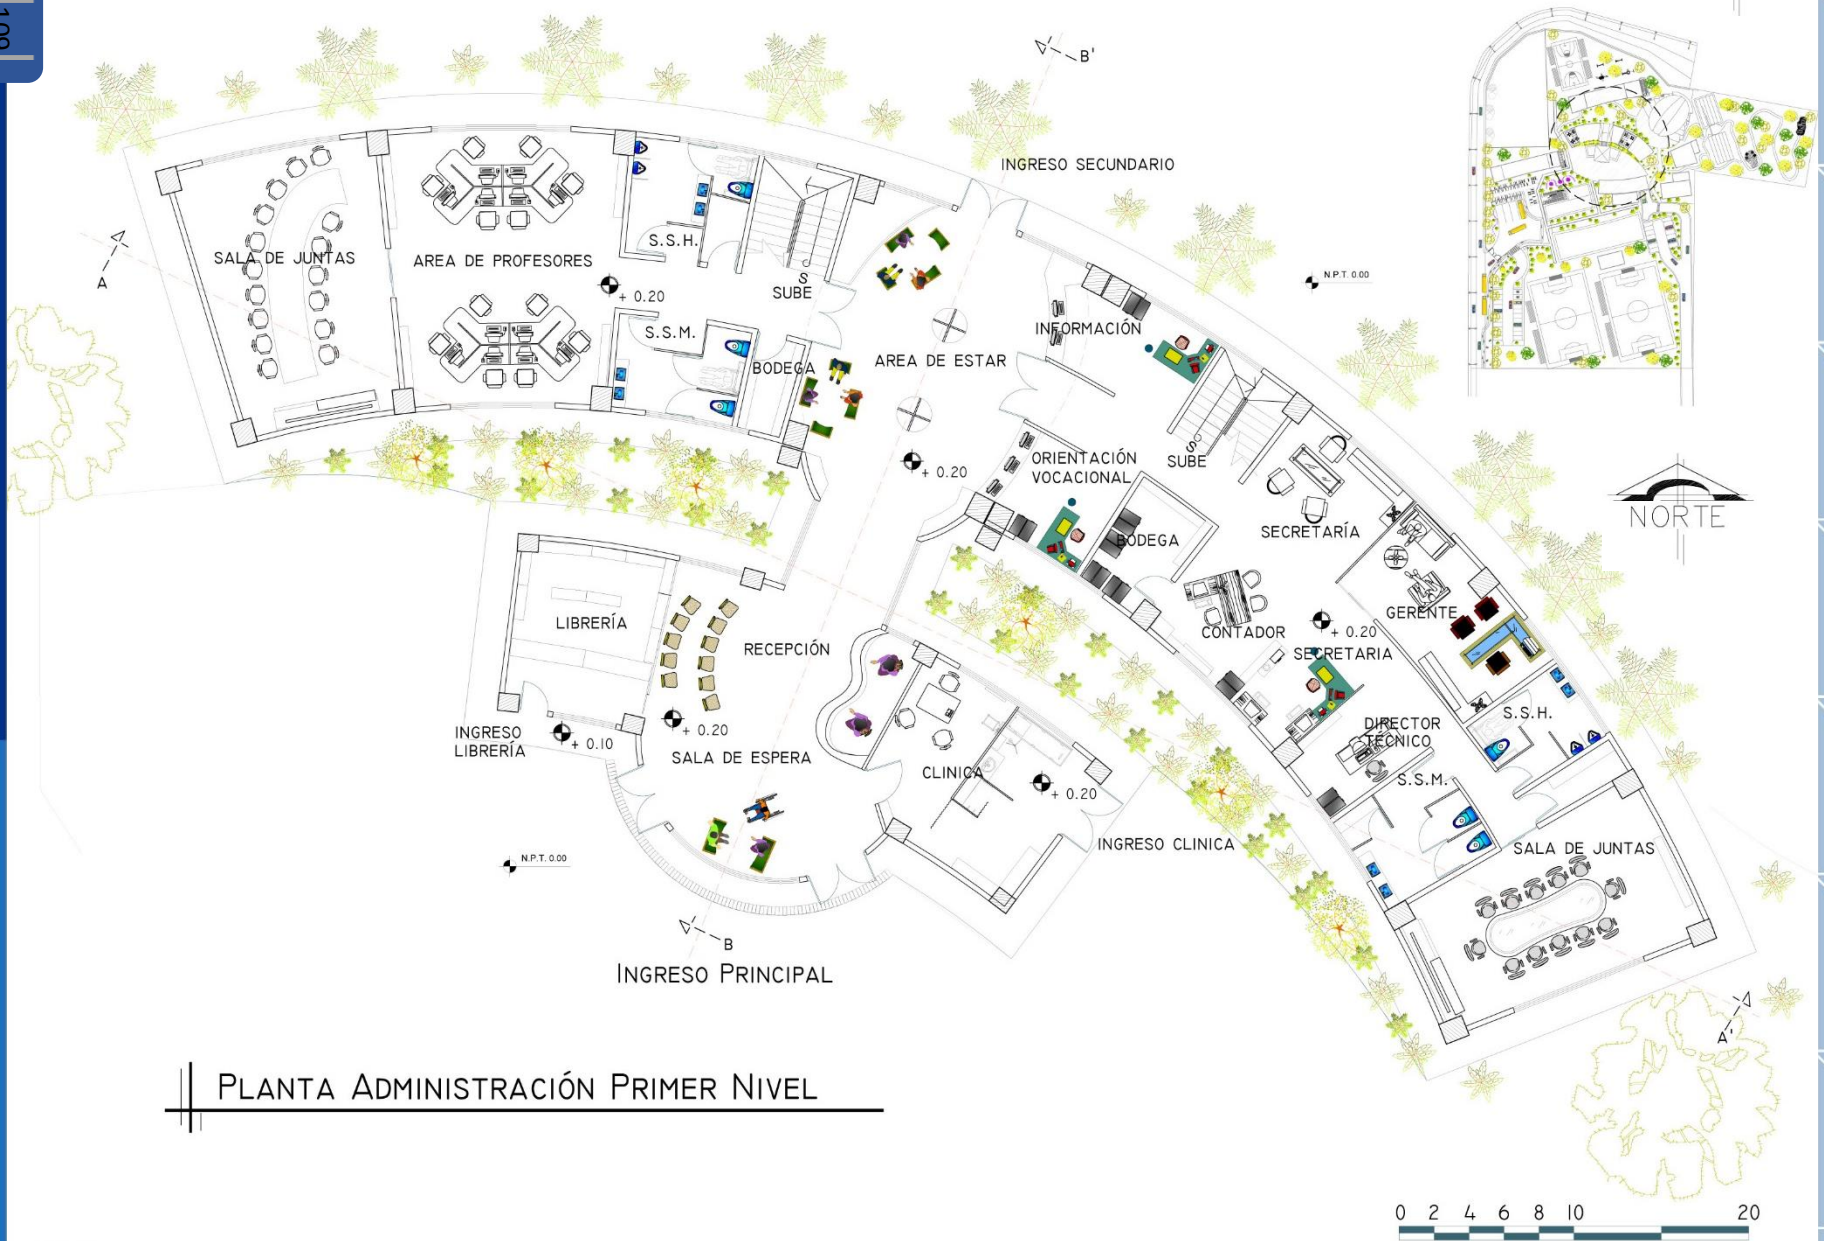 109
B'
INGRESO SECUNDARIO
N.P.T. 0.00
A
SALA DE JUNTAS
AREA DE PROFESORES
S.S.H.
+ 0.20
S
SUBE
S.S.M.
BODEGA
AREA DE ESTAR
INFORMACIÓN
+ 0.20
ORIENTACIÓN
VOCACIONAL
S
SUBE
BODEGA
SECRETARÍA
NORTE
GERENTE
CONTADOR
+ 0.20
SECRETARIA
LIBRERÍA
RECEPCIÓN
INGRESO
LIBRERÍA
+ 0.10
+ 0.20
SALA DE ESPERA
CLINICA
+ 0.20
INGRESO CLINICA
DIRECTOR
TECNICO
S.S.H.
S.S.M.
SALA DE JUNTAS
N.P.T. 0.00
B
INGRESO PRINCIPAL
A'
PLANTA ADMINISTRACIÓN PRIMER NIVEL
0 2 4 6 8 10 20